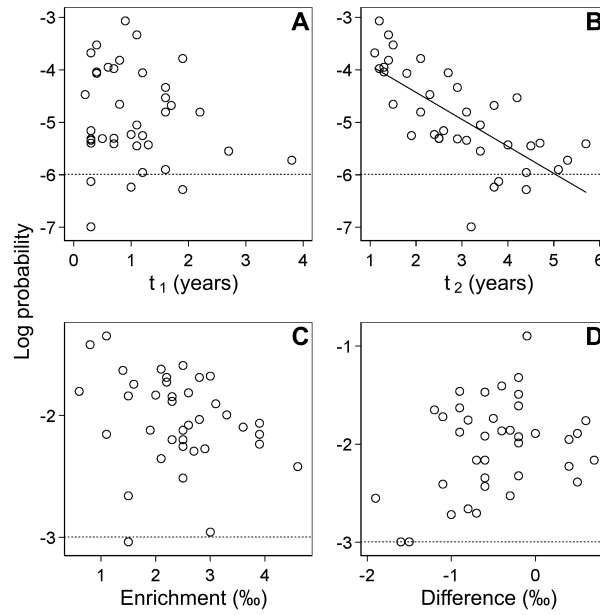 A
-3
-4
-5
-6
-7
0 1 2 3 4
t 1 (years)
B
-3
-4
-5
-6
-7
1 2 3 4 5 6
t 2 (years)
Log probability
C
-2
-3
1 2 3 4
Enrichment (‰)
D
-1
-2
-3
-2 -1 0
Difference (‰)